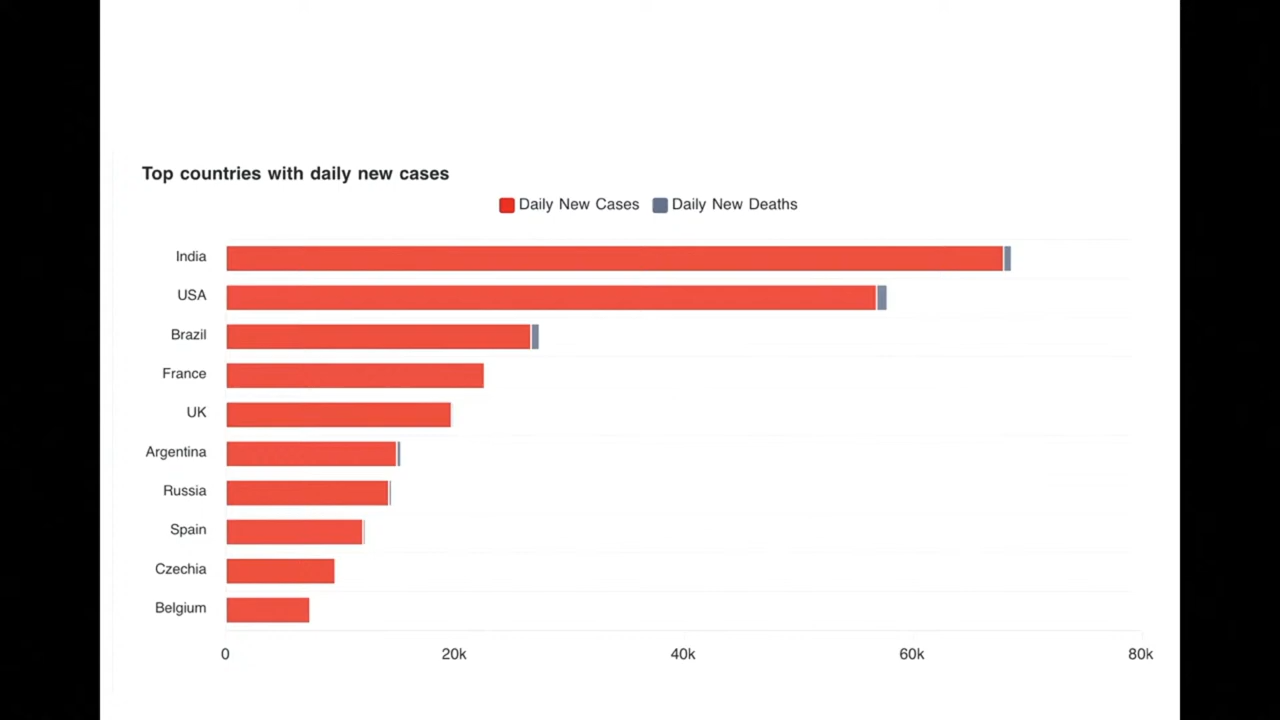 Top countries with daily new cases
Daily New Cases Daily New Deaths
India
USA
Brazil
France
UK
Argentina
Russia
Spain
Czechia
Belgium
0 20k 40k 60k 80k